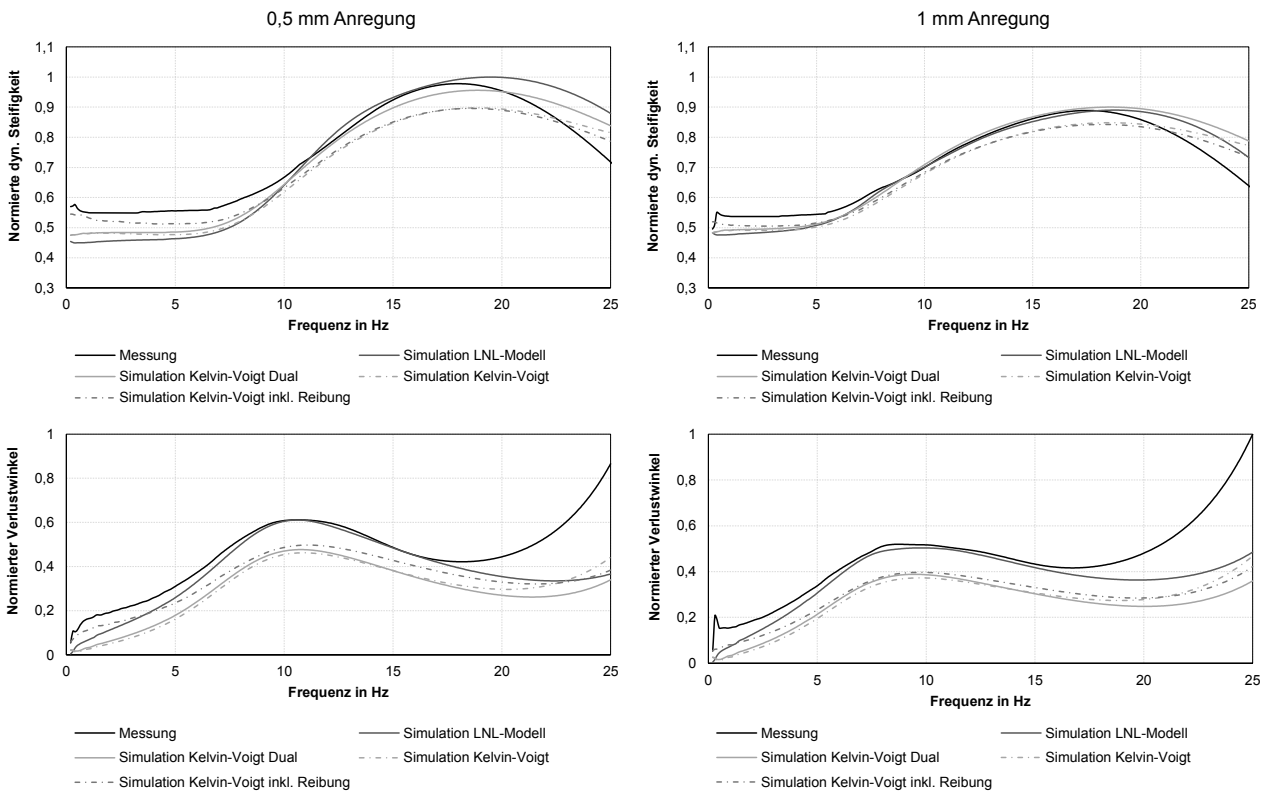 0,5 mm Anregung
1,1
1
0,9
0,8
0,7
0,6
0,5
0,4
0,3
Normierte dyn. Steifigkeit
0 5 10 15 20 25
Frequenz in Hz
Messung Simulation LNL-Modell
Simulation Kelvin-Voigt Dual Simulation Kelvin-Voigt
Simulation Kelvin-Voigt inkl. Reibung
1 mm Anregung
1,1
1
0,9
0,8
0,7
0,6
0,5
0,4
0,3
Normierte dyn. Steifigkeit
0 5 10 15 20 25
Frequenz in Hz
Messung Simulation LNL-Modell
Simulation Kelvin-Voigt Dual Simulation Kelvin-Voigt
Simulation Kelvin-Voigt inkl. Reibung
1
0,8
0,6
0,4
0,2
0
Normierter Verlustwinkel
0 5 10 15 20 25
Frequenz in Hz
Messung Simulation LNL-Modell
Simulation Kelvin-Voigt Dual Simulation Kelvin-Voigt
Simulation Kelvin-Voigt inkl. Reibung
1
0,8
0,6
0,4
0,2
0
Normierter Verlustwinkel
0 5 10 15 20 25
Frequenz in Hz
Messung Simulation LNL-Modell
Simulation Kelvin-Voigt Dual Simulation Kelvin-Voigt
Simulation Kelvin-Voigt inkl. Reibung